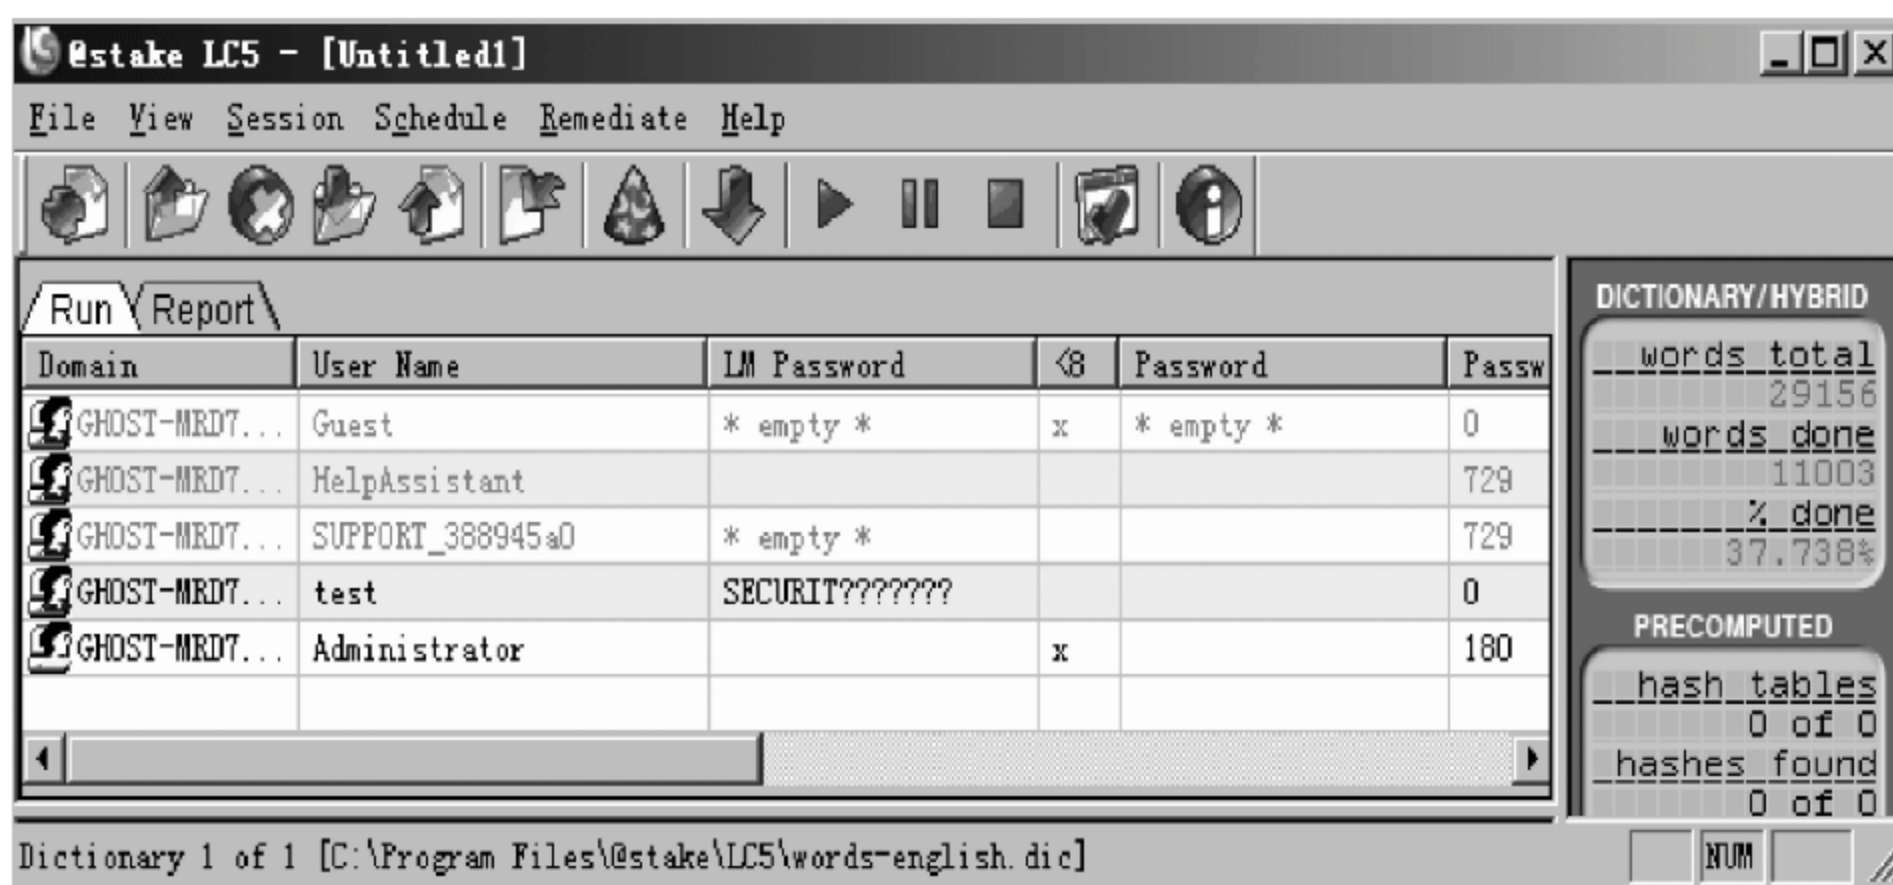 @stake LC5 - [Untitled1]
File View Session Schedule Remediate Help
Run Report
Domain User Name LM Password <8 Password Passw
GHOST-MRD7... Guest * empty * x * empty * 0
GHOST-MRD7... HelpAssistant 729
GHOST-MRD7... SUPPORT_388945a0 * empty * 729
GHOST-MRD7... test SECURIT??????? 0
GHOST-MRD7... Administrator x 180
DICTIONARY/HYBRID
words total
29156
words done
11003
% done
37.738%
PRECOMPUTED
hash tables
0 of 0
hashes found
0 of 0
Dictionary 1 of 1 [C:\Program Files\@stake\LC5\words-english.dic]
NUM